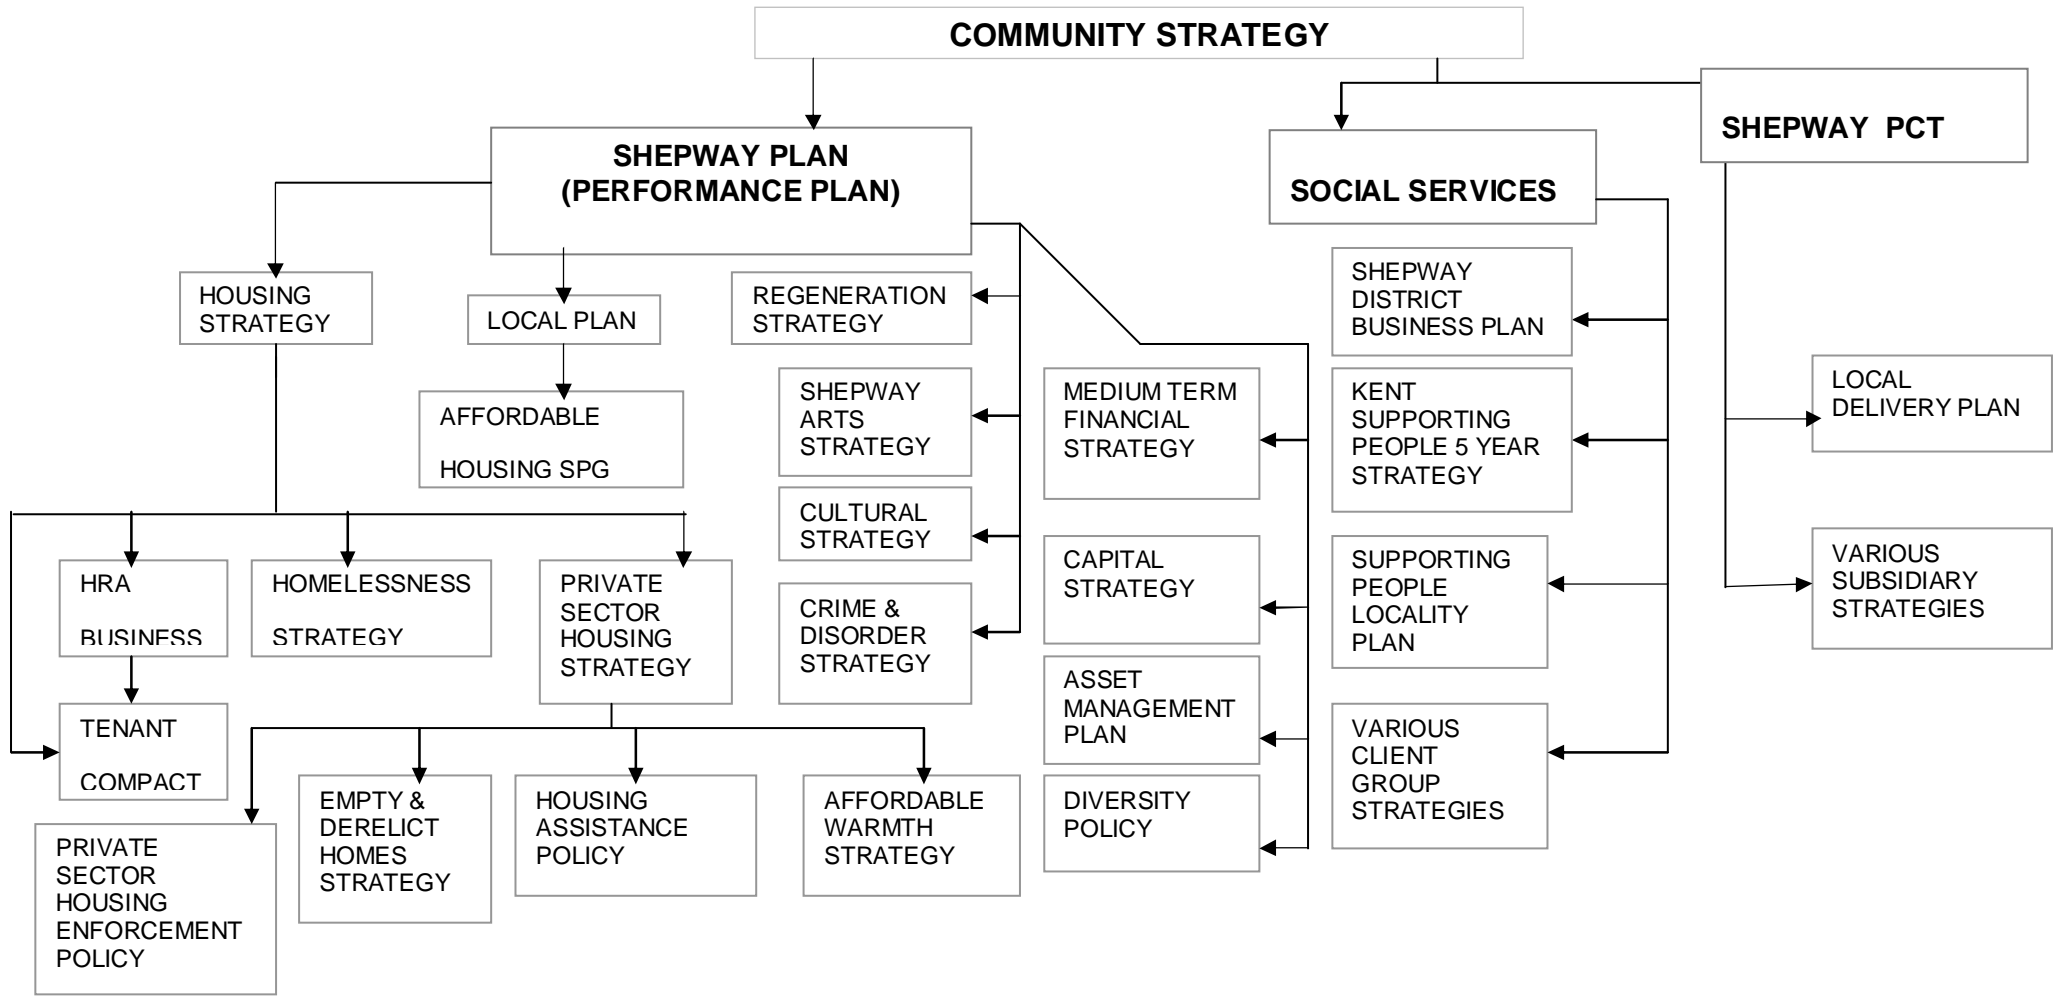 COMMUNITY STRATEGY
SHEPWAY PCT
SHEPWAY PLAN
(PERFORMANCE PLAN)
SOCIAL SERVICES
HOUSING
STRATEGY
LOCAL PLAN
AFFORDABLE
HOUSING SPG
REGENERATION
STRATEGY
SHEPWAY
ARTS
STRATEGY
CULTURAL
STRATEGY
CRIME &
DISORDER
STRATEGY
MEDIUM TERM
FINANCIAL
STRATEGY
CAPITAL
STRATEGY
ASSET
MANAGEMENT
PLAN
DIVERSITY
POLICY
SHEPWAY
DISTRICT
BUSINESS PLAN
KENT
SUPPORTING
PEOPLE 5 YEAR
STRATEGY
SUPPORTING
PEOPLE
LOCALITY
PLAN
VARIOUS
CLIENT
GROUP
STRATEGIES
LOCAL
DELIVERY PLAN
VARIOUS
SUBSIDIARY
STRATEGIES
HRA
BUSINESS
HOMELESSNESS
STRATEGY
PRIVATE
SECTOR
HOUSING
STRATEGY
TENANT
COMPACT
PRIVATE
SECTOR
HOUSING
ENFORCEMENT
POLICY
EMPTY &
DERELICT
HOMES
STRATEGY
HOUSING
ASSISTANCE
POLICY
AFFORDABLE
WARMTH
STRATEGY